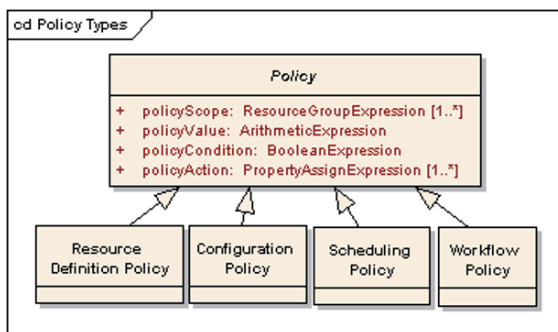 cd Policy Types
Policy
+ policyScope: ResourceGroupExpression [1..*]
+ policyValue: ArithmeticExpression
+ policyCondition: BooleanExpression
+ policyAction: PropertyAssignExpression [1..*]
Resource
Definition Policy
Configuration
Policy
Scheduling
Policy
Workflow
Policy